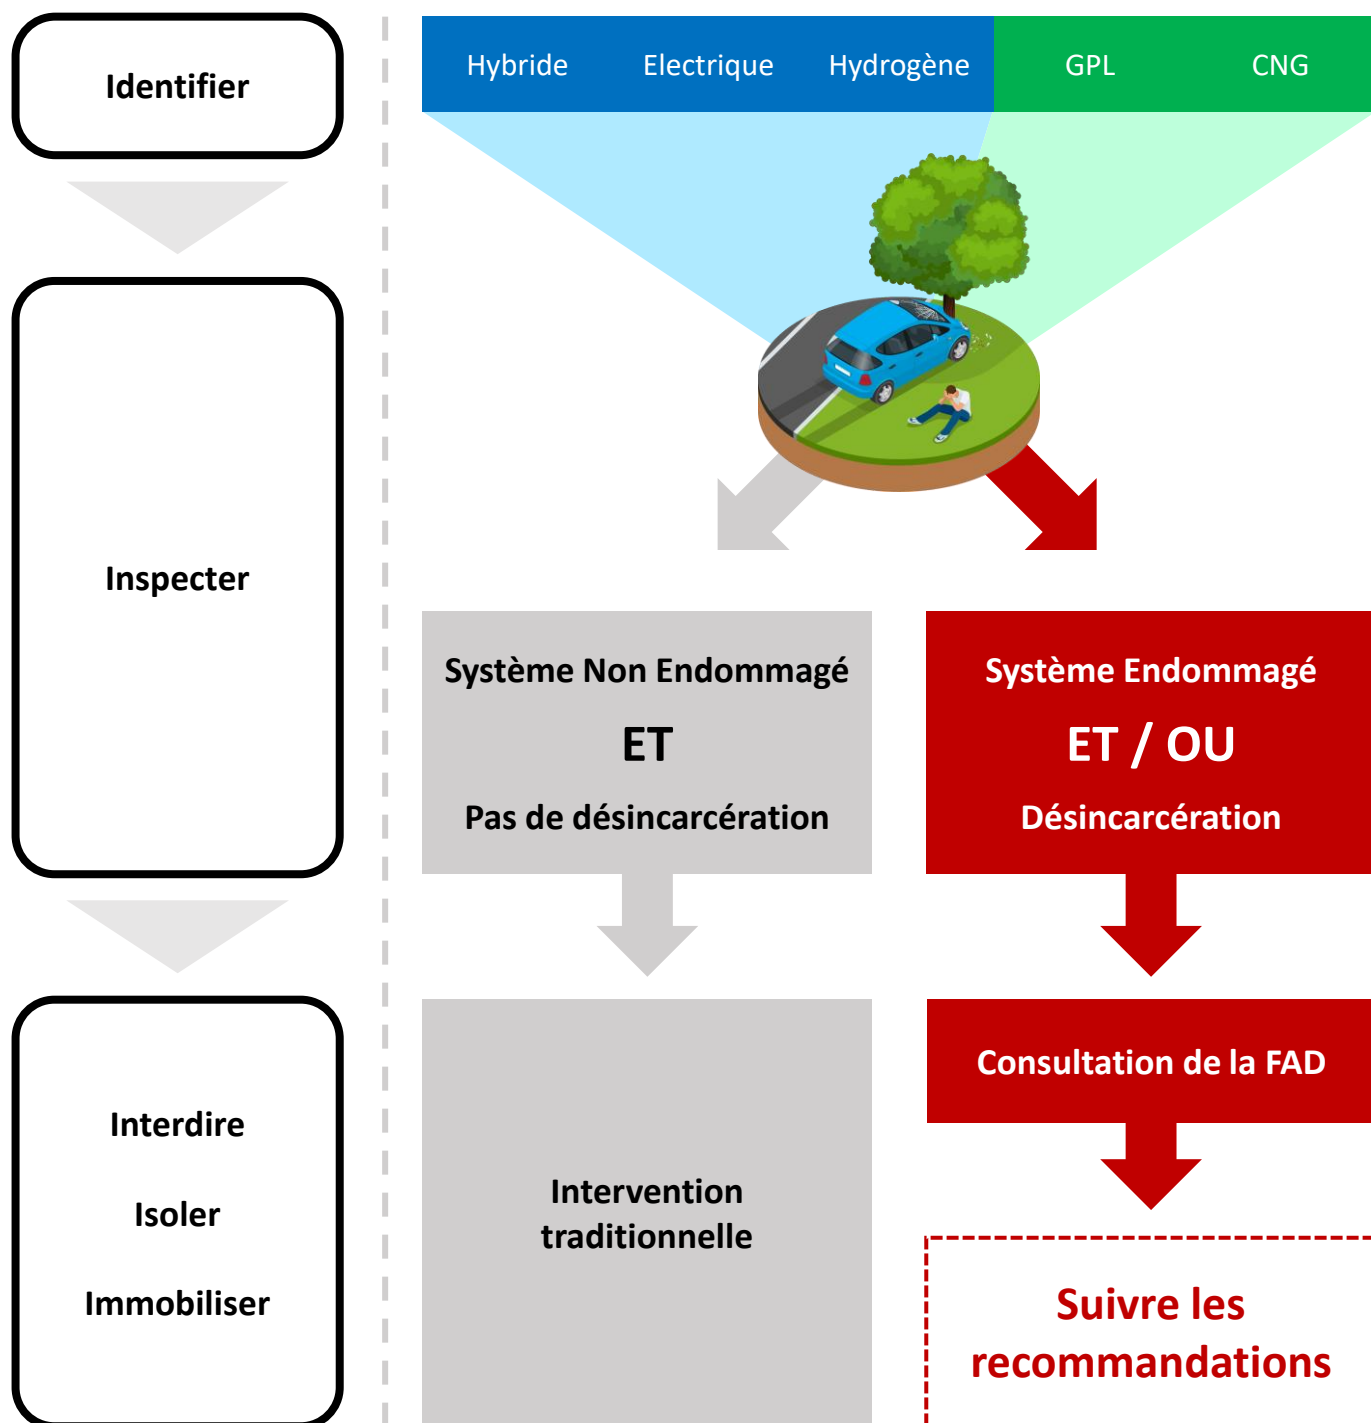 Identifier
Hybride
Electrique
Hydrogène
GPL
CNG
Inspecter
Système Non Endommagé
ET
Pas de désincarcération
Système Endommagé
ET / OU
Désincarcération
Interdire
Isoler
Immobiliser
Intervention
traditionnelle
Consultation de la FAD
Suivre les
recommandations